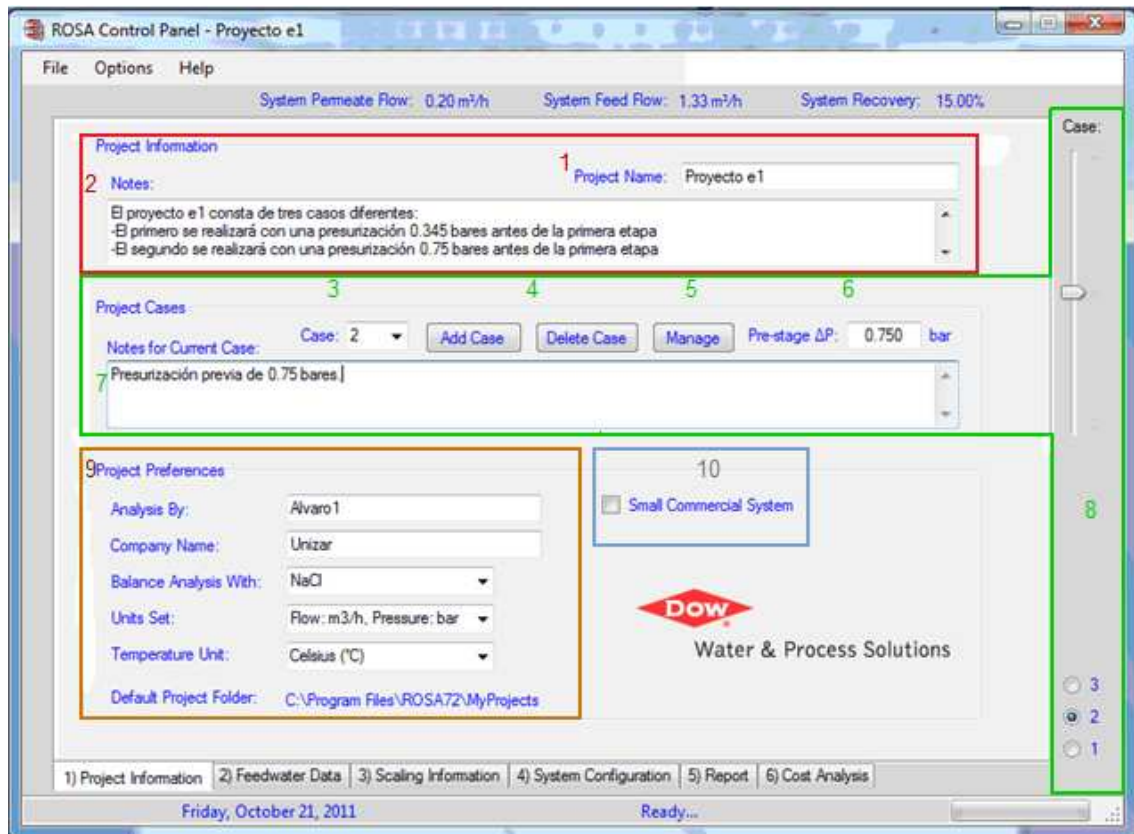 ROSA Control Panel - Proyecto e1
File Options Help
System Permeate Flow: 0.20 m³/h System Feed Flow: 1.33 m³/h System Recovery: 15.00%
Case:
Project Information
1 Project Name: Proyecto e1
2 Notes:
El proyecto e1 consta de tres casos diferentes:
-El primero se realizará con una presurización 0.345 bares antes de la primera etapa
-El segundo se realizará con una presurización 0.75 bares antes de la primera etapa
3 4 5 6
Project Cases
Case: 2 Add Case Delete Case Manage Pre-stage ΔP: 0.750 bar
Notes for Current Case:
7 Presurización previa de 0.75 bares.
9 Project Preferences
10
Analysis By: Alvaro1
Small Commercial System
8
Company Name: Unizar
Balance Analysis With: NaCl
Units Set: Flow: m3/h, Pressure: bar
DOW
Temperature Unit: Celsius (°C)
Water & Process Solutions
Default Project Folder: C:\Program Files\ROSA72\MyProjects
3
2
1
1) Project Information 2) Feedwater Data 3) Scaling Information 4) System Configuration 5) Report 6) Cost Analysis
Friday, October 21, 2011 Ready...